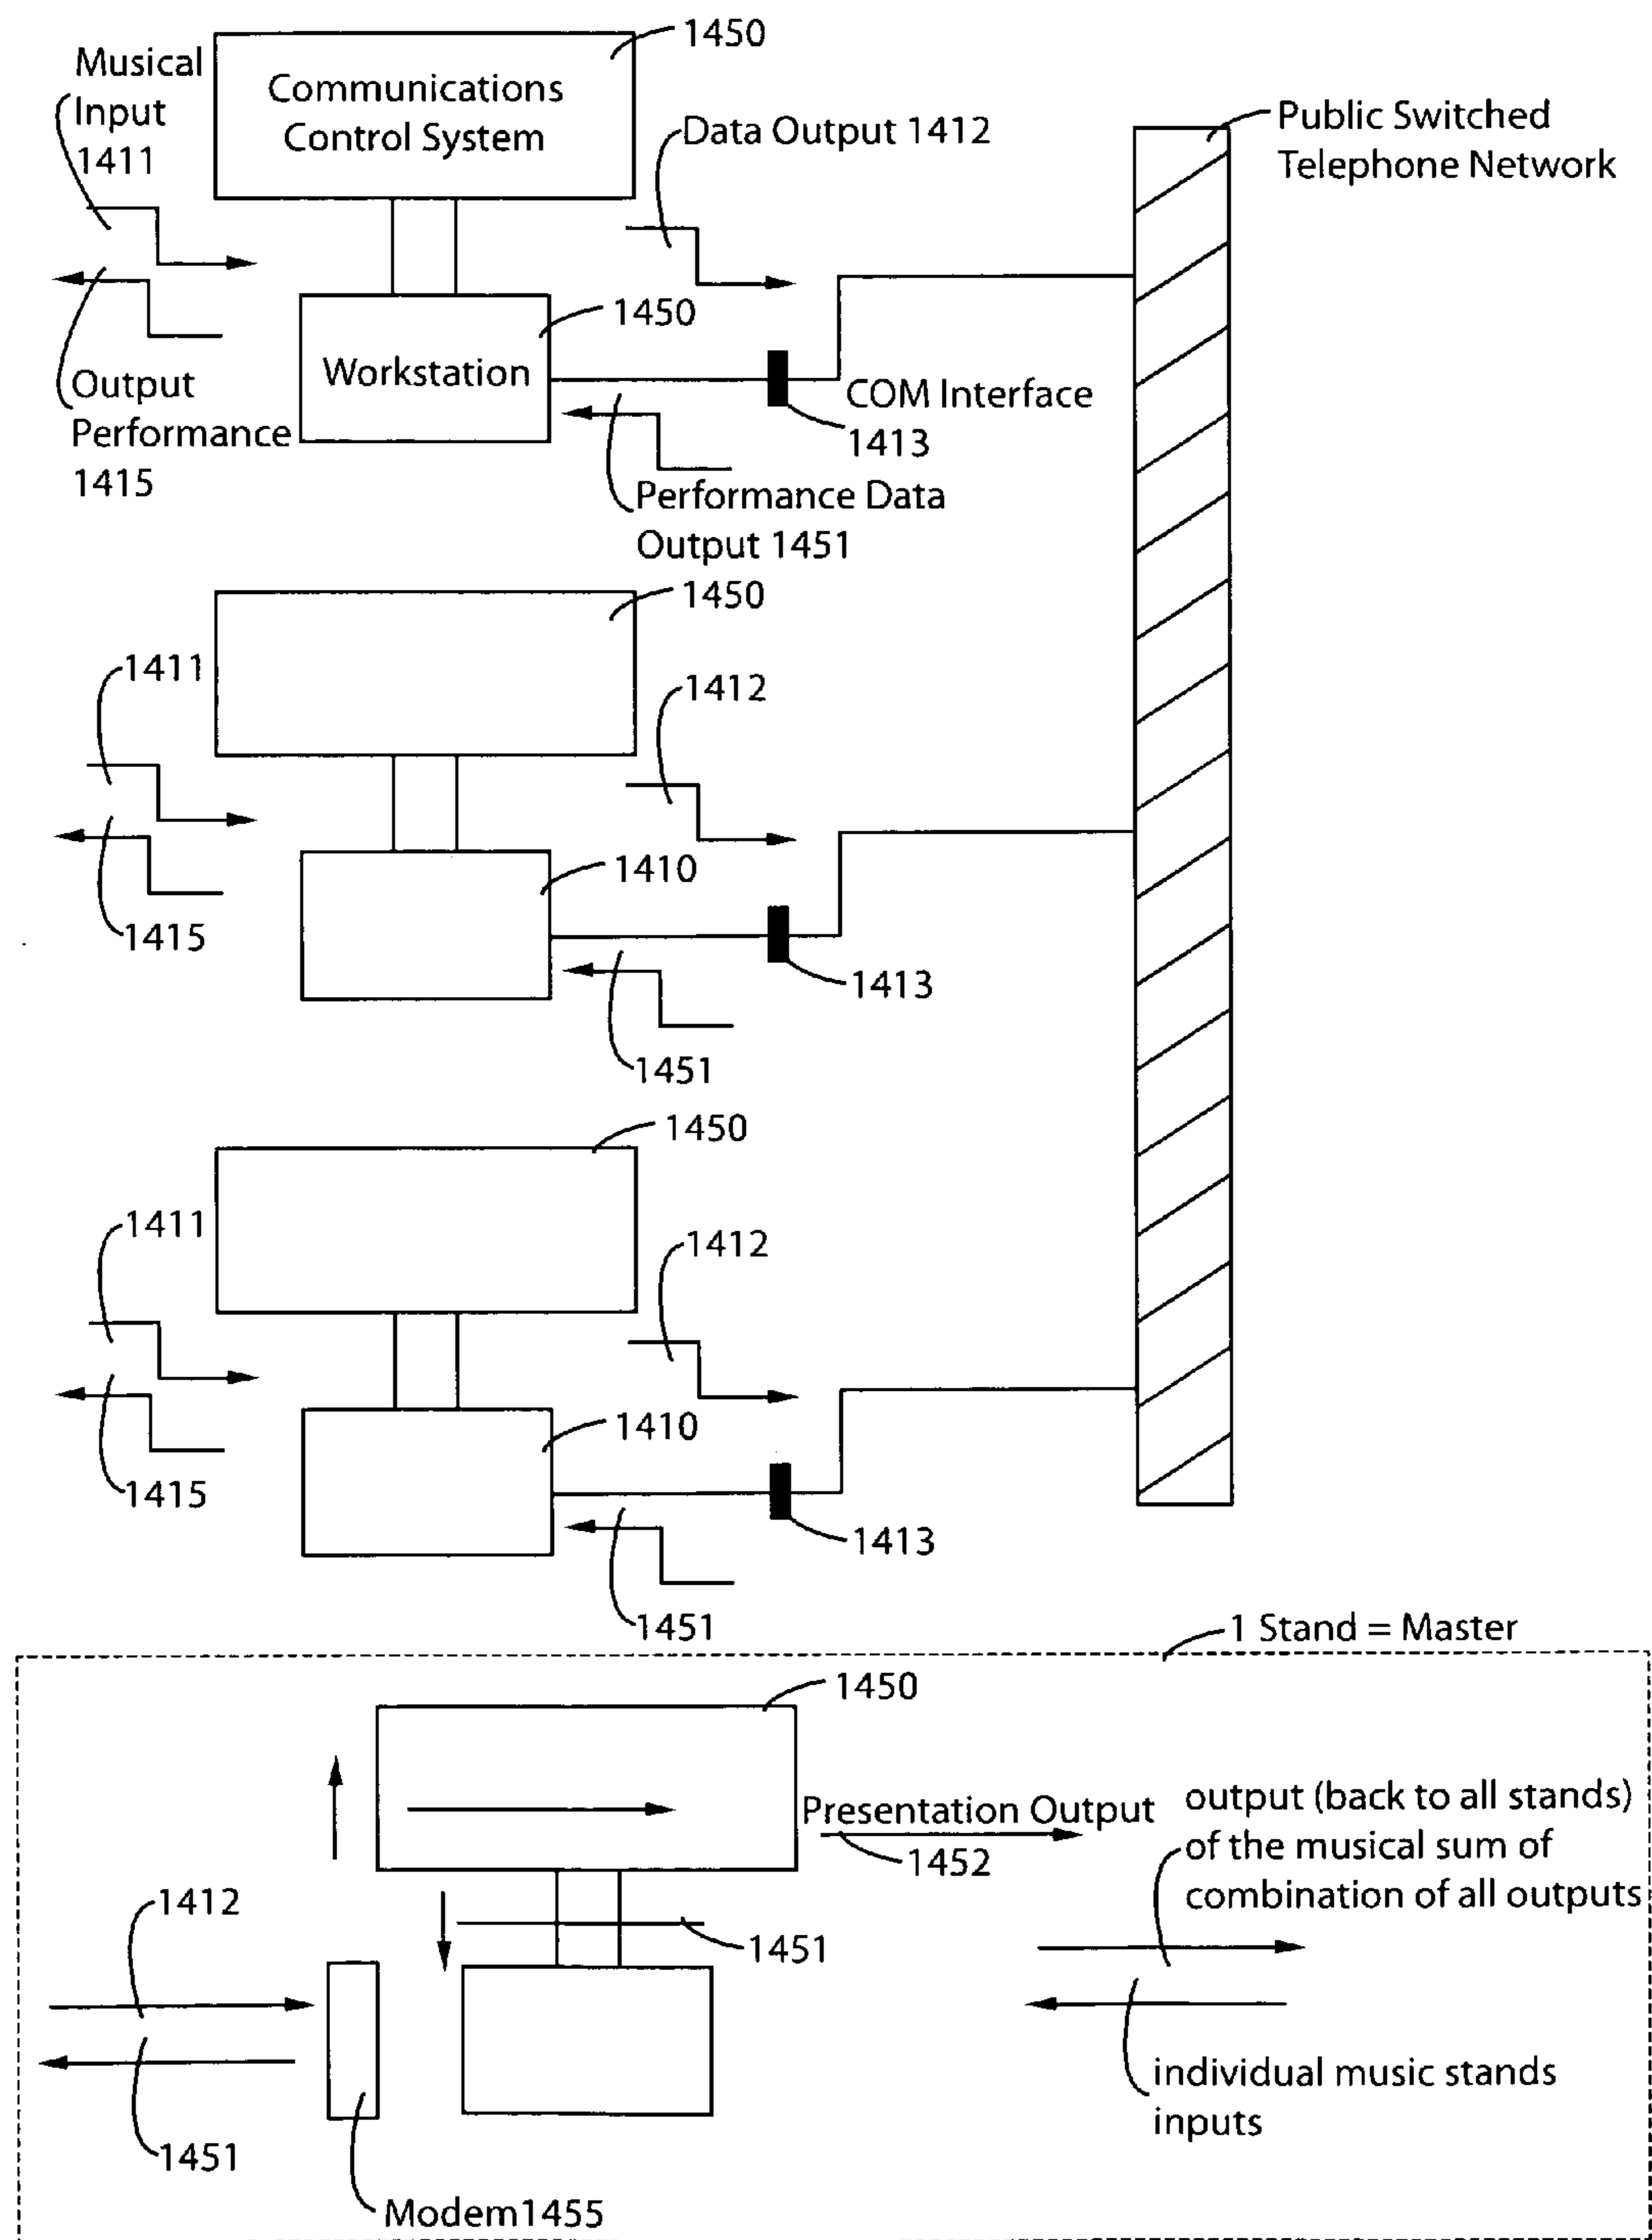 1450
Musical
Input
1411
Communications
Control System
Data Output 1412
Public Switched
Telephone Network
1450
Workstation
Output
Performance
1415
COM Interface
1413
Performance Data
Output 1451
1450
1411
1412
1410
1415
1413
1451
1450
1411
1412
1410
1415
1413
1451
1 Stand = Master
1450
Presentation Output
1452
output (back to all stands)
of the musical sum of
combination of all outputs
1412
1451
1451
individual music stands
inputs
Modem1455